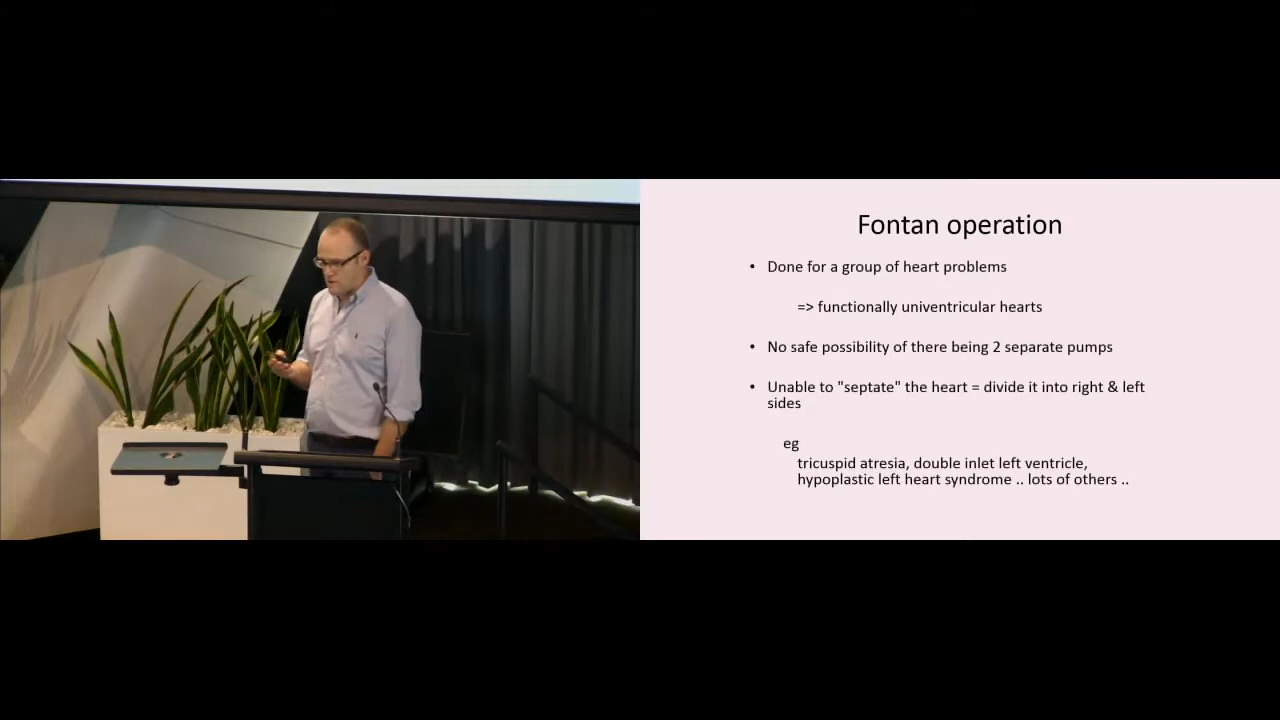 Fontan operation
• Done for a group of heart problems
=> functionally univentricular hearts
• No safe possibility of there being 2 separate pumps
• Unable to "septate" the heart = divide it into right & left
sides
eg
tricuspid atresia, double inlet left ventricle,
hypoplastic left heart syndrome .. lots of others ..